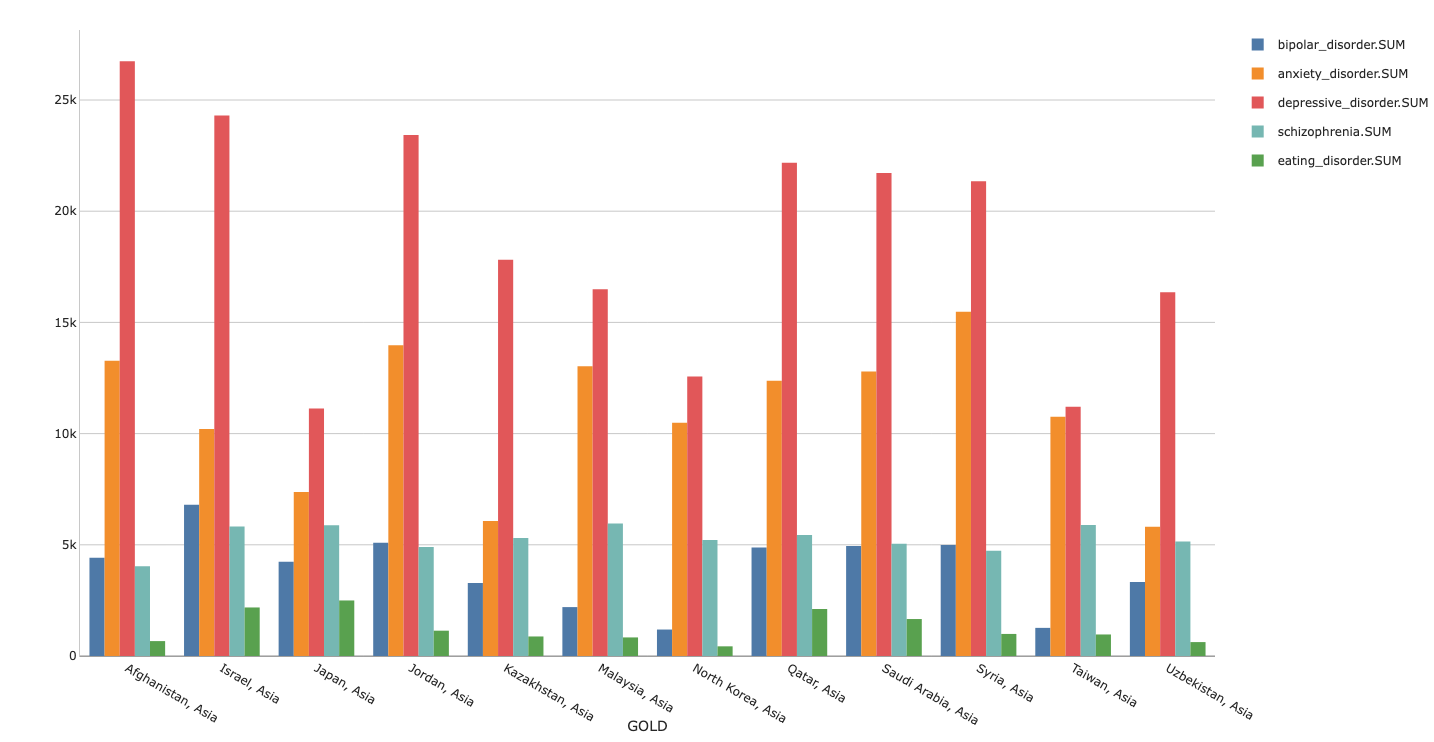 25k
20k
15k
10k
5k
0
Afghanistan, Asia
Israel, Asia
Japan, Asia
Jordan, Asia
Kazakhstan, Asia
Malaysia, Asia
North Korea, Asia
Qatar, Asia
Saudi Arabia, Asia
Syria, Asia
Taiwan, Asia
Uzbekistan, Asia
GOLD
bipolar_disorder.SUM
anxiety_disorder.SUM
depressive_disorder.SUM
schizophrenia.SUM
eating_disorder.SUM